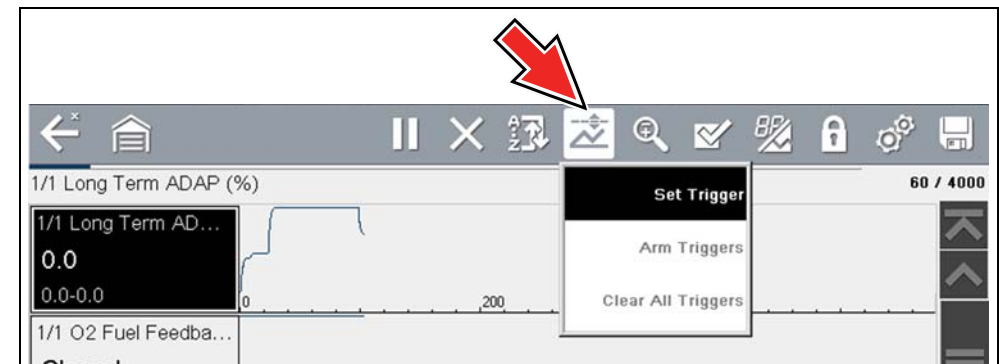 1/1 Long Term ADAP (%)
60 / 4000
Set Trigger
Arm Triggers
Clear All Triggers
1/1 Long Term AD...
0.0
0.0-0.0
0
200
1/1 O2 Fuel Feedba...